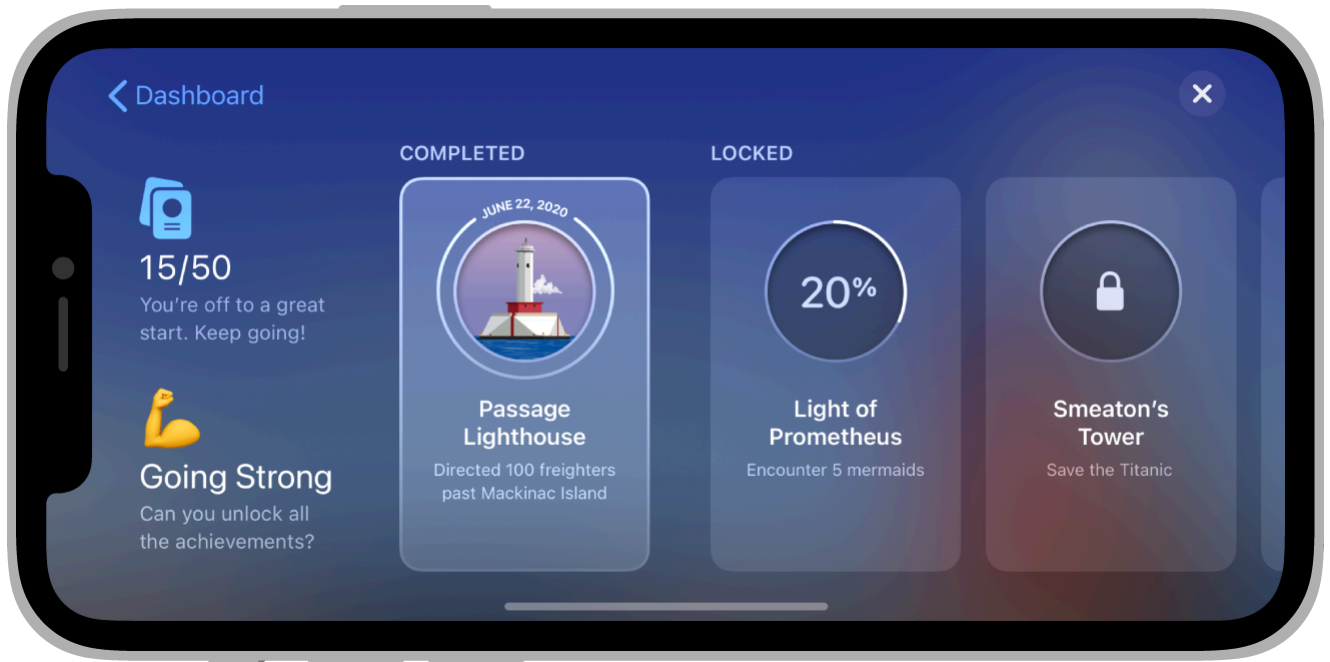 Dashboard
15/50
You’re off to a great
start. Keep going!
Going Strong
Can you unlock all
the achievements?
COMPLETED
JUNE 22, 2020
Passage
Lighthouse
Directed 100 freighters
past Mackinac Island
LOCKED
20%
Light of
Prometheus
Encounter 5 mermaids
Smeaton’s
Tower
Save the Titanic